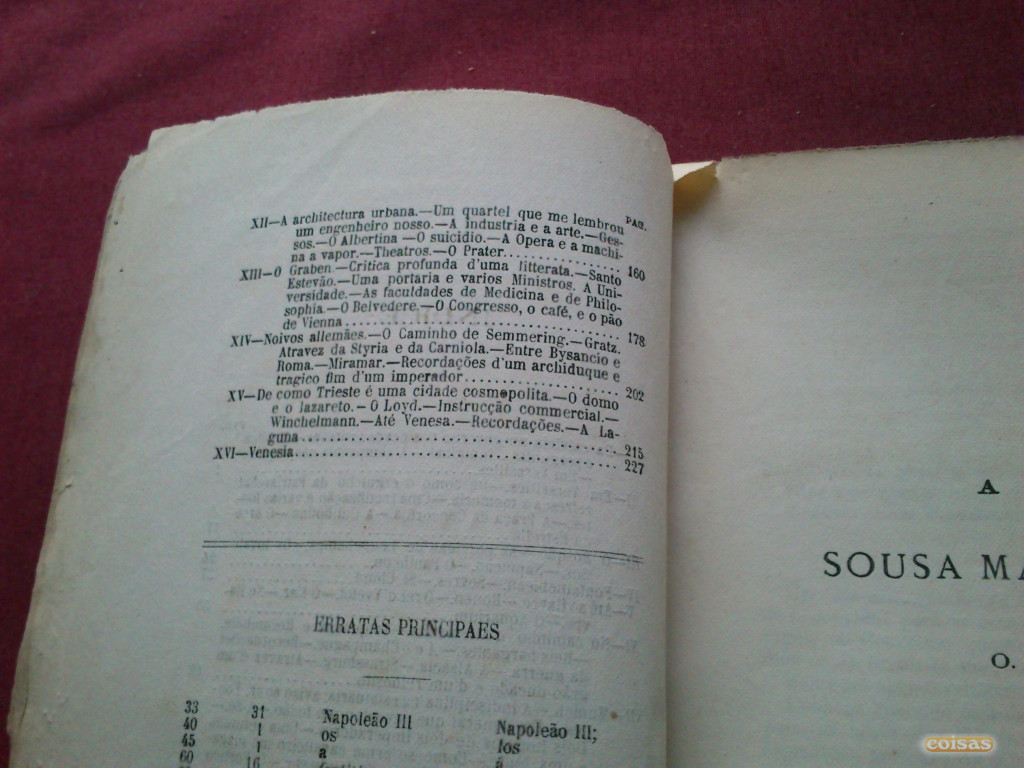 PAG.
XII—A architectura urbana.—Um quartel que me lembrou
um engenheiro nosso.—A industria e a arte.—Ges-
sos.—O Albertina—O suicidio.—A Opera e a machi-
na a vapor.—Theatros.—O Prater.................. 160
XIII—O Graben.—Critica profunda d'uma litterata.—Santo
Estevão.—Uma portaria e varios Ministros. A Uni-
versidade.—As faculdades de Medicina e de Philo-
sophia.—O Belvedere.—O Congresso, o café, e o pão
de Vienna........................................ 178
XIV—Noivos allemães.—O Caminho de Semmering.—Gratz.
Atravez da Styria e da Carniola.—Entre Bysancio e
Roma.—Miramar.—Recordações d'um archiduque e
tragico fim d'um imperador....................... 202
XV—De como Trieste é uma cidade cosmopolita.—O domo
e o lazareto.-O Loyd.—Instrucção commercial.—
Winchelmann.—Até Venesa.—Recordações.—A La-
guna............................................. 215
XVI—Venesia......................................... 227
ERRATAS PRINCIPAES
33 31 Napoleão III Napoleão III;
40 1 os los
45 1 a á
60 16
A
SOUSA MA
O.
coisas